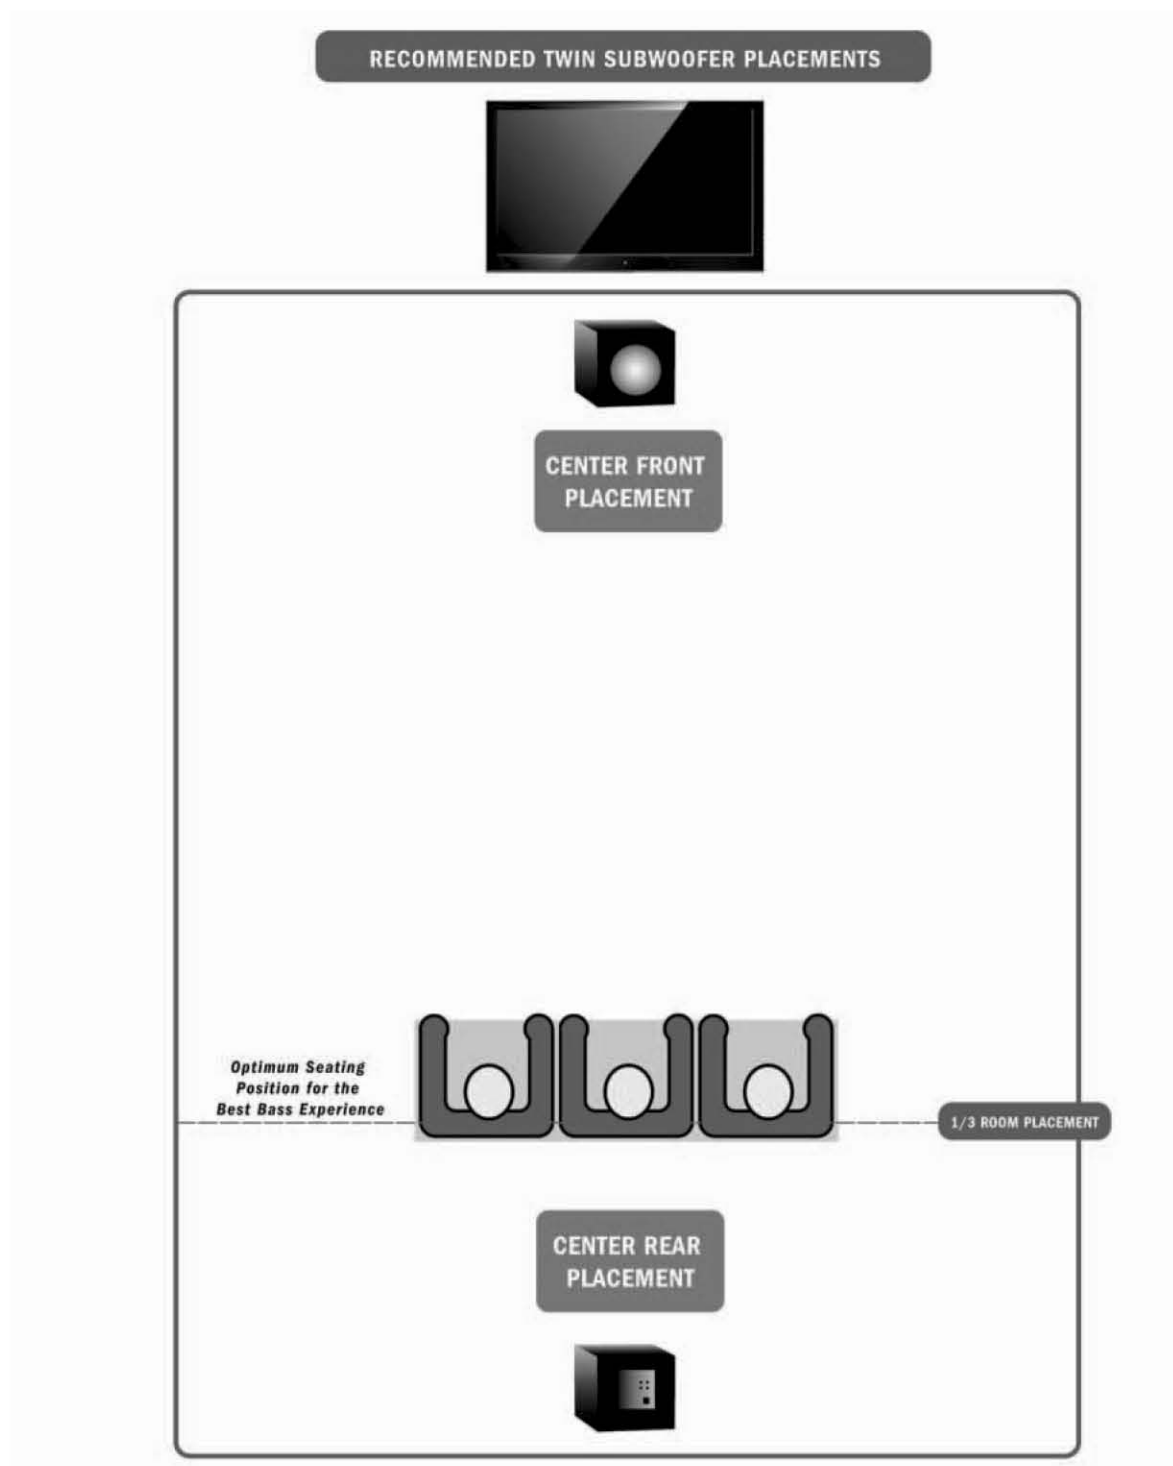 RECOMMENDED TWIN SUBWOOFER PLACEMENTS
CENTER FRONT
PLACEMENT
Optimum Seating
Position for the
Best Bass Experience
1/3 ROOM PLACEMENT
CENTER REAR
PLACEMENT